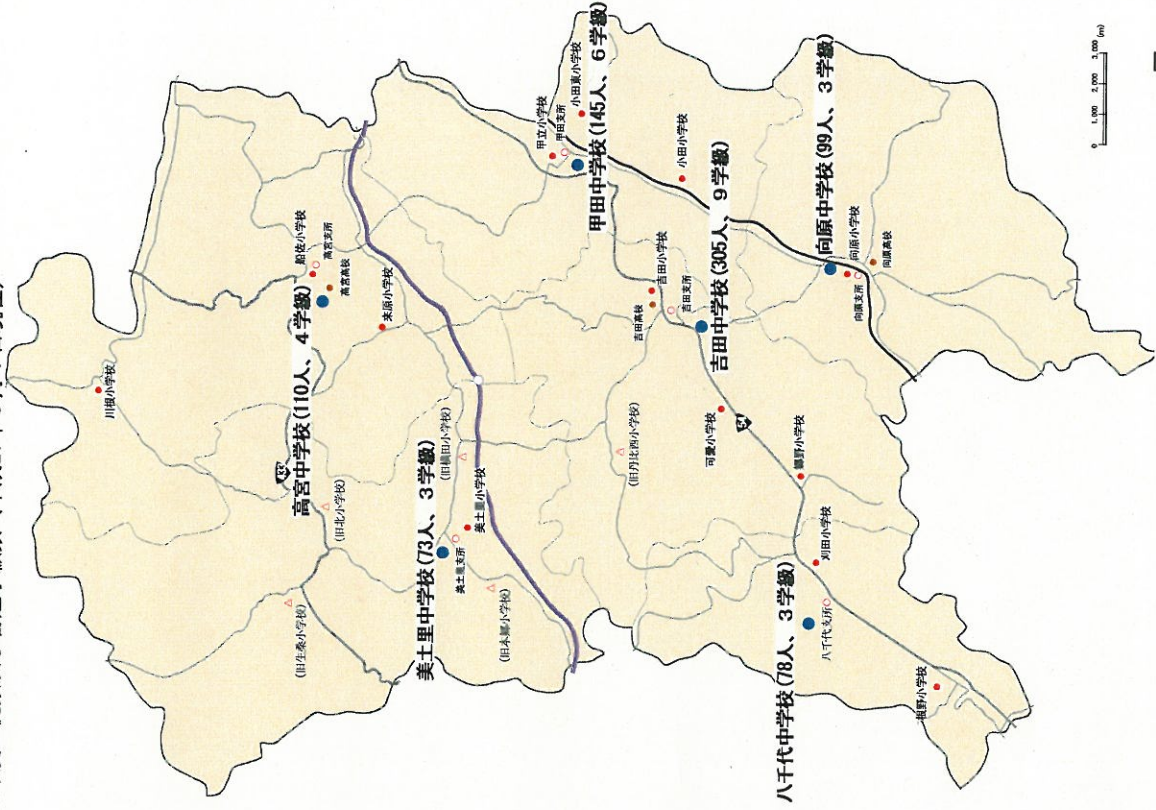 川根小学校
高宮中学校(110人、4学級)
船佐小学校
高宮支所
高宮高校
来原小学校
(旧北小学校)
(旧生桑小学校)
美土里中学校(73人、3学級)
(旧横田小学校)
美土里小学校
美土里支所
(旧本郷小学校)
甲立小学校
甲田支所
小田東小学校
甲田中学校(145人、6学級)
小田小学校
吉田小学校
吉田高校
吉田支所
吉田中学校(305人、9学級)
(旧丹比西小学校)
可愛小学校
54
郷野小学校
刈田小学校
八千代中学校(78人、3学級)
八千代支所
根野小学校
向原中学校(99人、3学級)
向原小学校
向原支所
向原高校
0 1,000 2,000 3,000 (m)